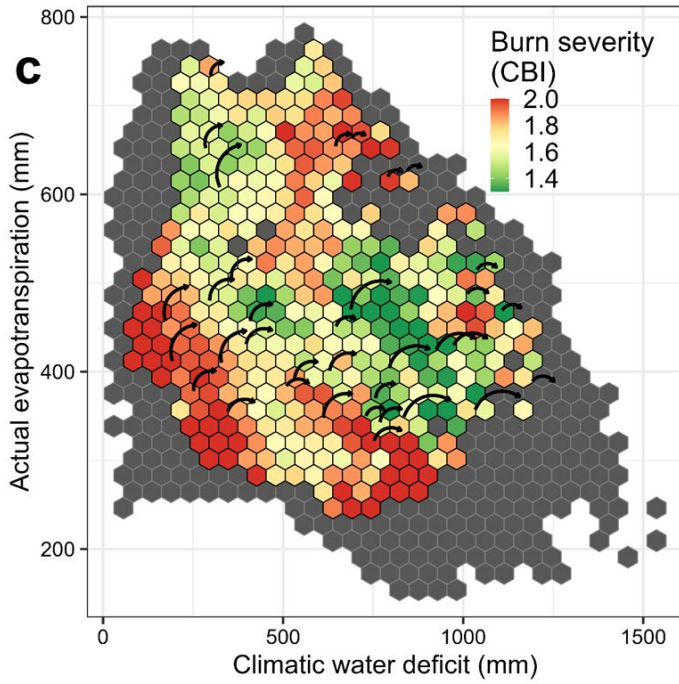 C
Burn severity
(CBI)
2.0
1.8
1.6
1.4
Actual evapotranspiration (mm)
800
600
400
200
0
500
1000
1500
Climatic water deficit (mm)